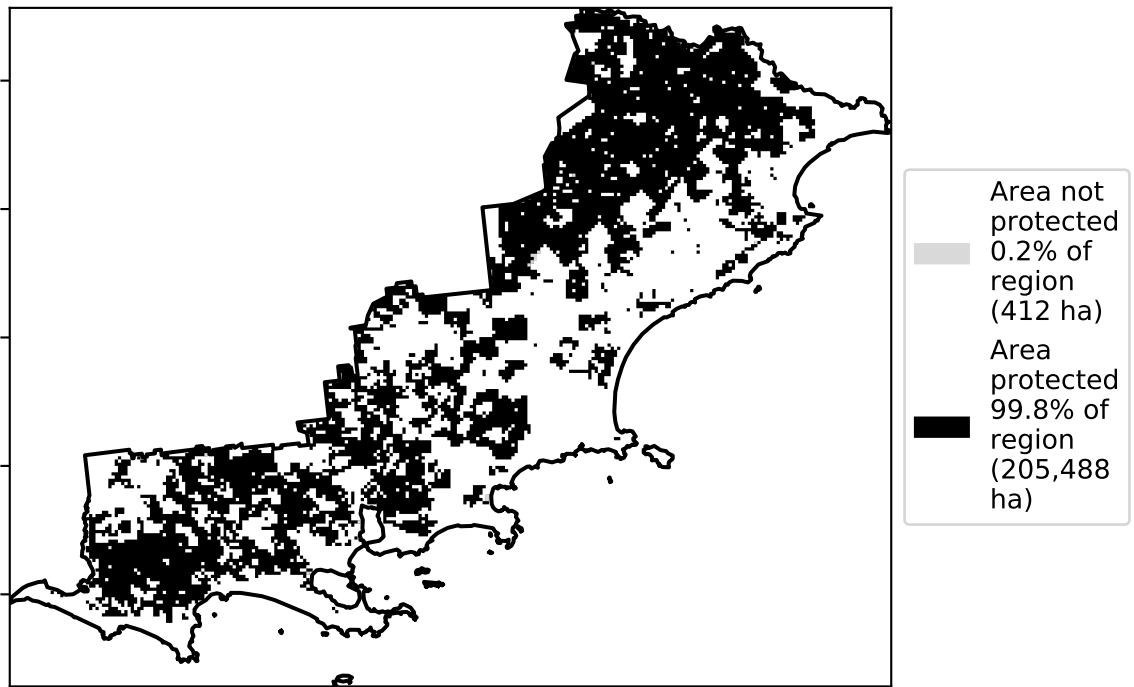 Area not
protected
0.2% of
region
(412 ha)
Area
protected
99.8% of
region
(205,488
ha)